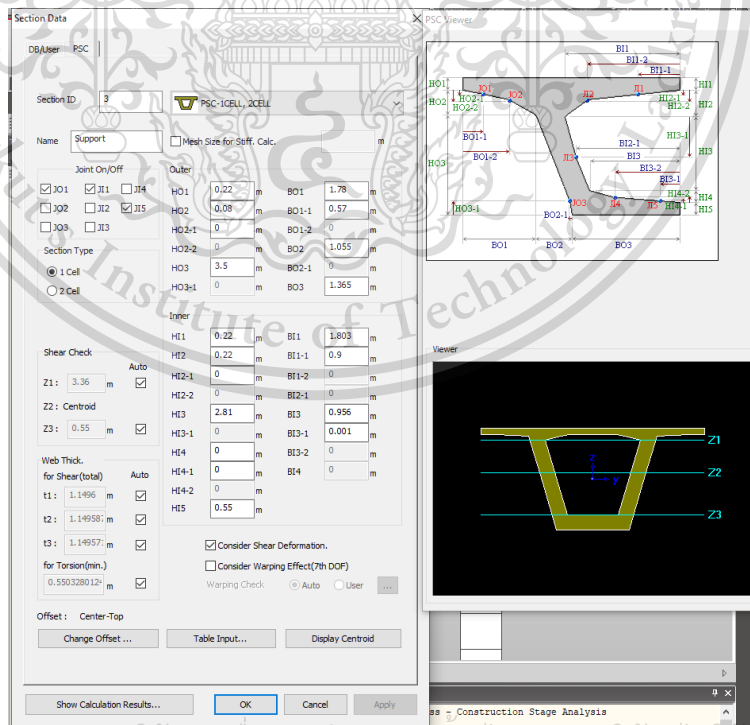 Section Data
DB/User PSC
Section ID 3 PSC-1CELL, 2CELL
Name Support Mesh Size for Stiff. Calc. m
Joint On/Off
JO1 JI1 JI4
JO2 JI2 JI5
JO3 JI3
Section Type
1 Cell
2 Cell
Outer
HO1 0.22 m BO1 1.78 m
HO2 0.08 m BO1-1 0.57 m
HO2-1 0 m BO1-2 0 m
HO2-2 0 m BO2 1.055 m
HO3 3.5 m BO2-1 0 m
HO3-1 0 m BO3 1.365 m
Inner
HI1 0.22 m BI1 1.803 m
HI2 0.22 m BI1-1 0.9 m
HI2-1 0 m BI1-2 0 m
HI2-2 0 m BI2-1 0 m
HI3 2.81 m BI3 0.956 m
HI3-1 0 m BI3-1 0.001 m
HI4 0 m BI3-2 0 m
HI4-1 0 m BI4 0 m
HI4-2 0 m
HI5 0.55 m
Shear Check
Auto
Z1 : 3.36 m
Z2 : Centroid
Z3 : 0.55 m
Web Thick.
for Shear(total) Auto
t1 : 1.1496 m
t2 : 1.14958: m
t3 : 1.14957: m
for Torsion(min.)
0.5503280124 m
Consider Shear Deformation.
Consider Warping Effect(7th DOF)
Warping Check Auto User ...
Offset : Center-Top
Change Offset ... Table Input... Display Centroid
Show Calculation Results... OK Cancel Apply
PSC Viewer
BI1
BI1-2
BI1-1
HO1 JO1 JO2 JI2 JI1 HI1
HO2 HO2-1 HI2-1 HI2
HO2-2 HI2-2
BO1-1 HI3-1
BI2-1
BO1-2 JI3 BI3 HI3
HO3 BI3-2
BI3-1
HI4-2 HI4
HO3-1 JO3 JI4 JI5 HI4-1 HI5
BO2-1
BO1 BO2 BO3
Viewer
Z1
z
Z2
y
Z3
ss - Construction Stage Analysis